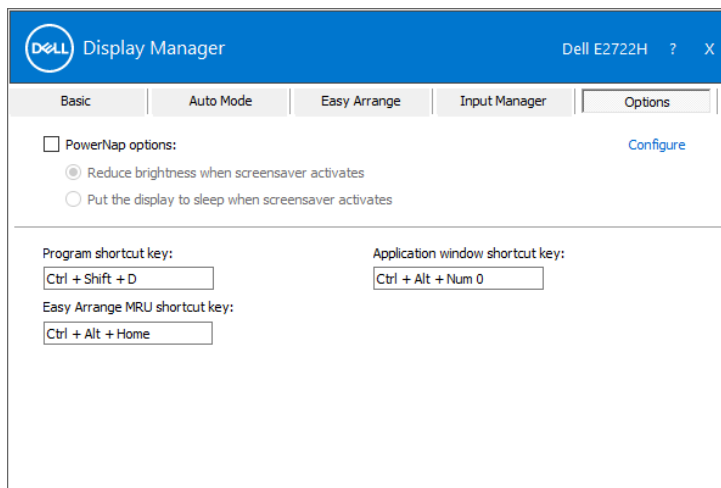 DELL Display Manager Dell E2722H ? X
Basic Auto Mode Easy Arrange Input Manager Options
PowerNap options: Configure
Reduce brightness when screensaver activates
Put the display to sleep when screensaver activates
Program shortcut key: Application window shortcut key:
Ctrl + Shift + D Ctrl + Alt + Num 0
Easy Arrange MRU shortcut key:
Ctrl + Alt + Home